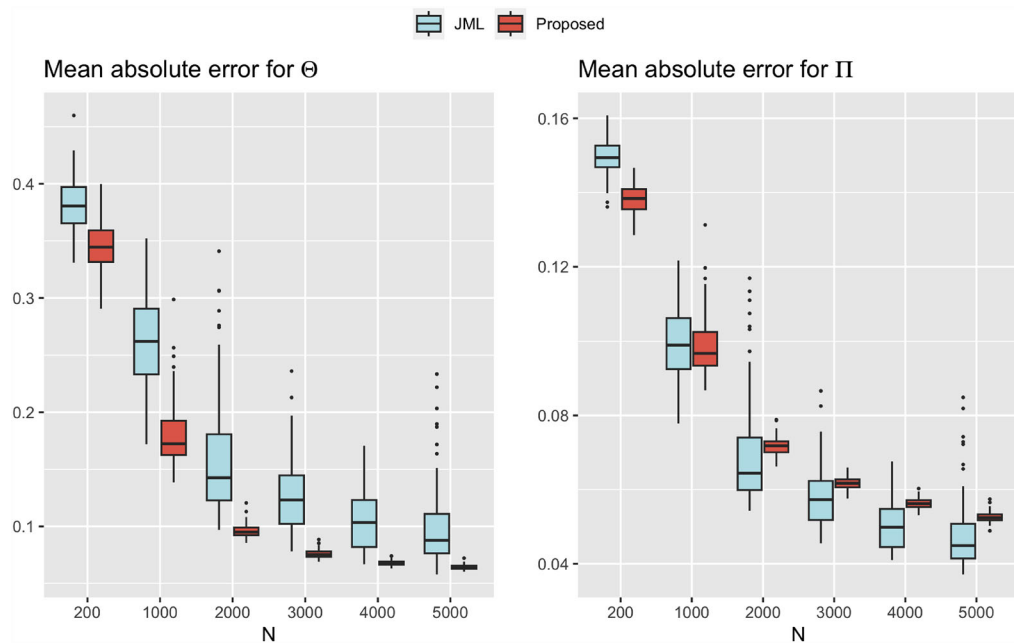 JML Proposed
Mean absolute error for Θ
0.4
0.3
0.2
0.1
200 1000 2000 3000 4000 5000
N
Mean absolute error for Π
0.16
0.12
0.08
0.04
200 1000 2000 3000 4000 5000
N